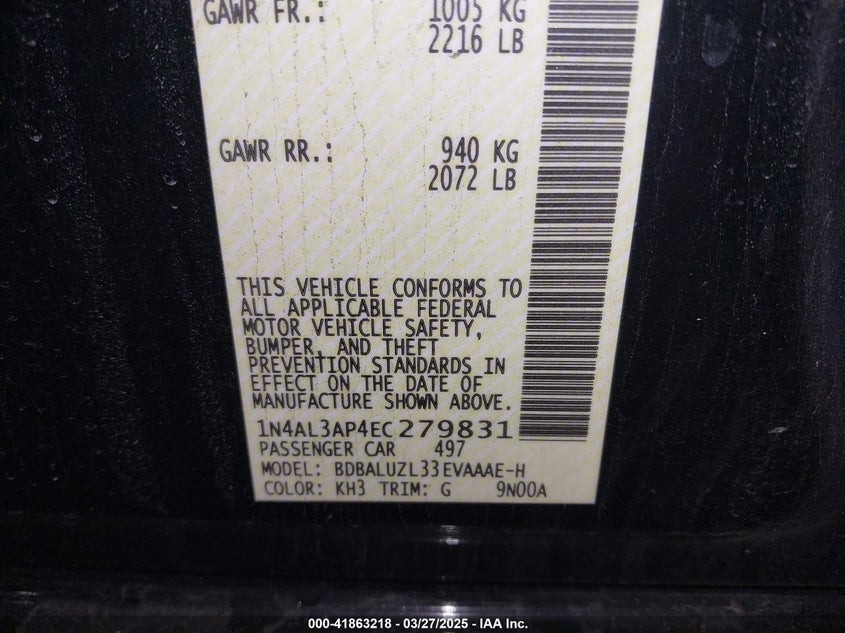 GAWR FR.: 1005 KG
2216 LB
GAWR RR.: 940 KG
2072 LB
THIS VEHICLE CONFORMS TO
ALL APPLICABLE FEDERAL
MOTOR VEHICLE SAFETY,
BUMPER, AND THEFT
PREVENTION STANDARDS IN
EFFECT ON THE DATE OF
MANUFACTURE SHOWN ABOVE.
1N4AL3AP4EC279831
PASSENGER CAR 497
MODEL: BDBALUZL33EVAAAE-H
COLOR: KH3 TRIM: G 9N00A
000-41863218 - 03/27/2025 - IAA Inc.